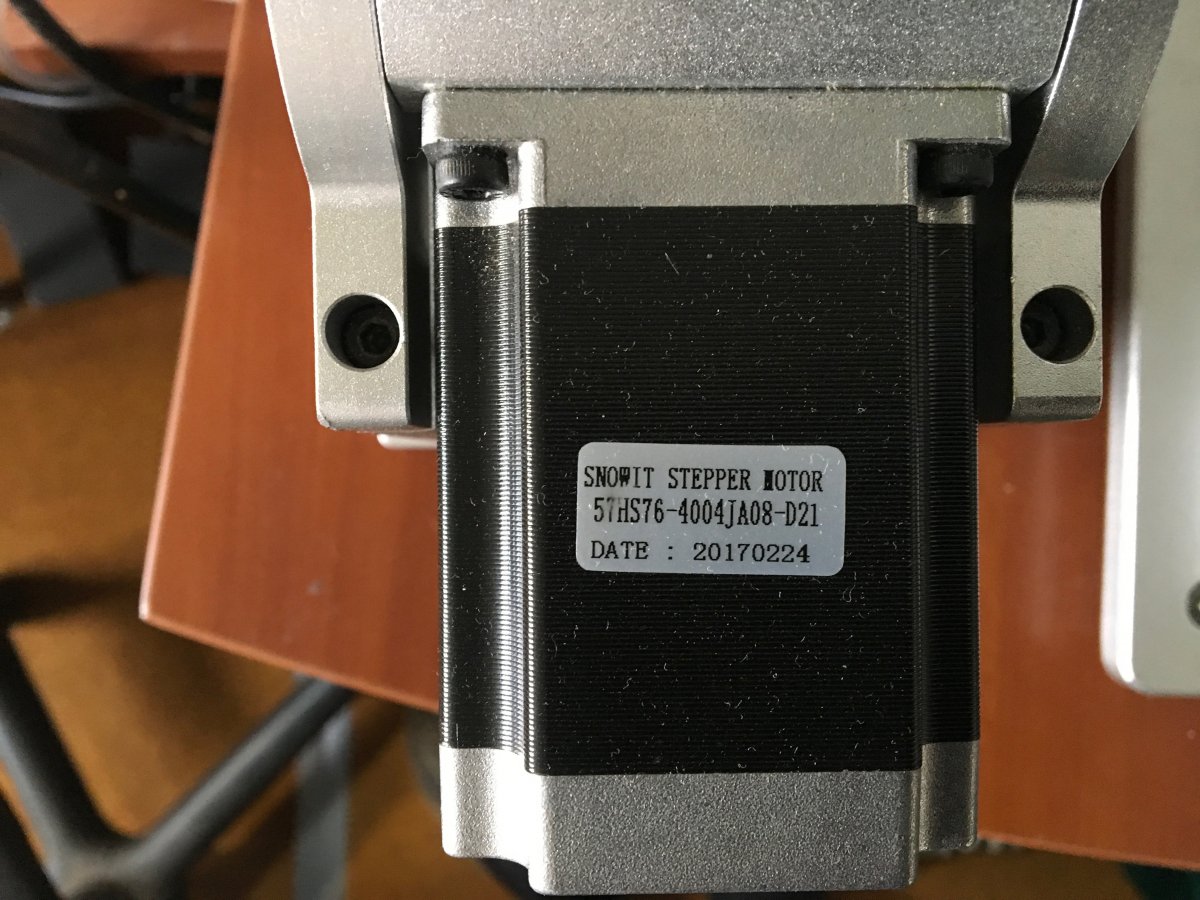 SNOWIT STEPPER MOTOR
57HS76-4004JA08-D21
DATE : 20170224